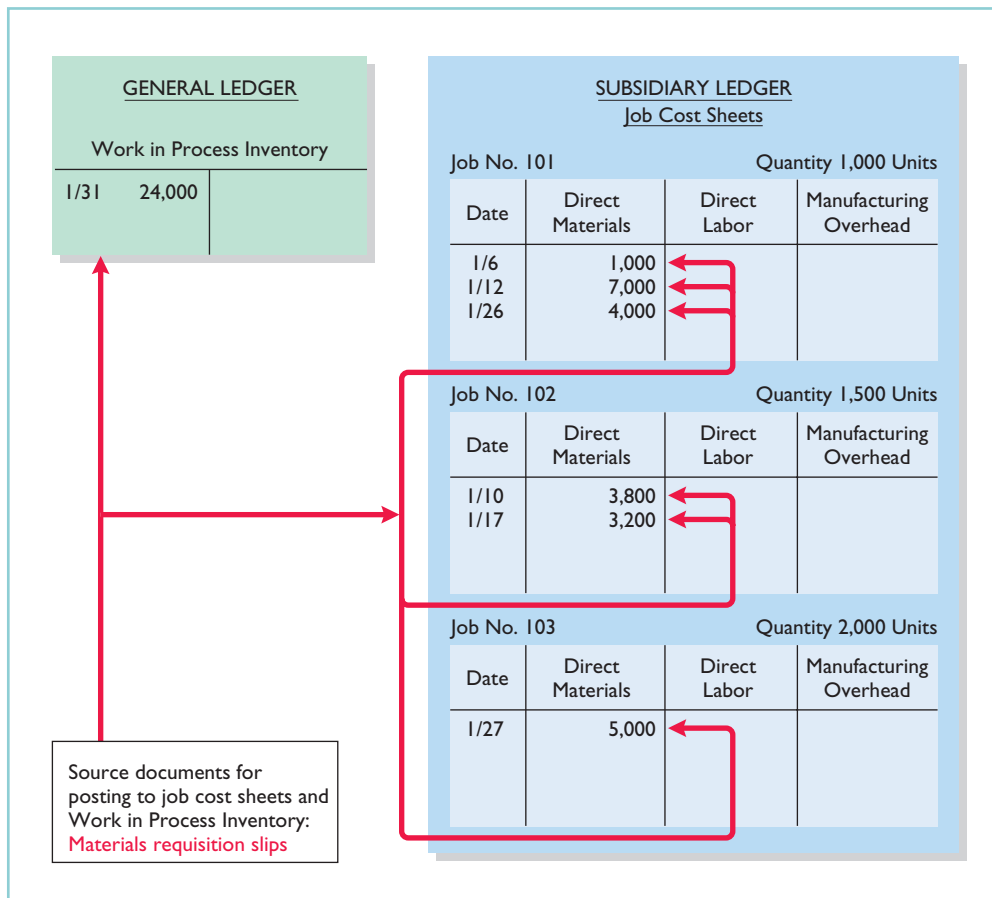 GENERAL LEDGER
Work in Process Inventory
1/31 24,000
SUBSIDIARY LEDGER
Job Cost Sheets
Job No. 101 Quantity 1,000 Units
Date Direct Materials Direct Labor Manufacturing Overhead
1/6 1,000
1/12 7,000
1/26 4,000
Job No. 102 Quantity 1,500 Units
Date Direct Materials Direct Labor Manufacturing Overhead
1/10 3,800
1/17 3,200
Job No. 103 Quantity 2,000 Units
Date Direct Materials Direct Labor Manufacturing Overhead
1/27 5,000
Source documents for
posting to job cost sheets and
Work in Process Inventory:
Materials requisition slips